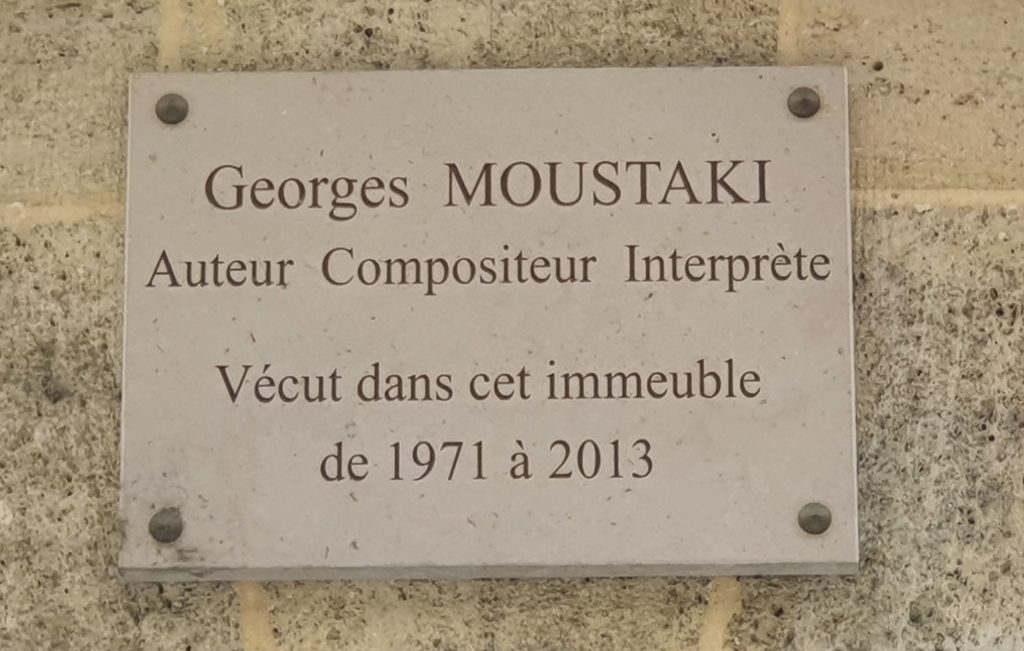 Georges MOUSTAKI
Auteur Compositeur Interprète
Vécut dans cet immeuble
de 1971 à 2013